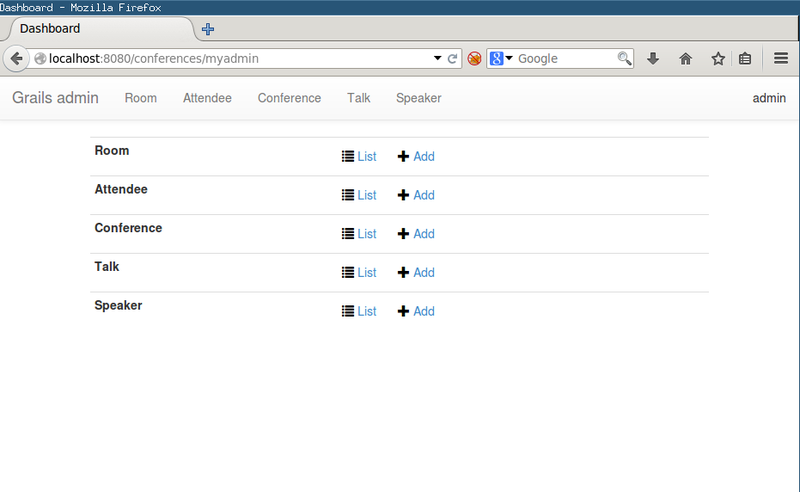 Dashboard - Mozilla Firefox
Dashboard
localhost:8080/conferences/myadmin
Google
Grails admin Room Attendee Conference Talk Speaker admin
Room List Add
Attendee List Add
Conference List Add
Talk List Add
Speaker List Add